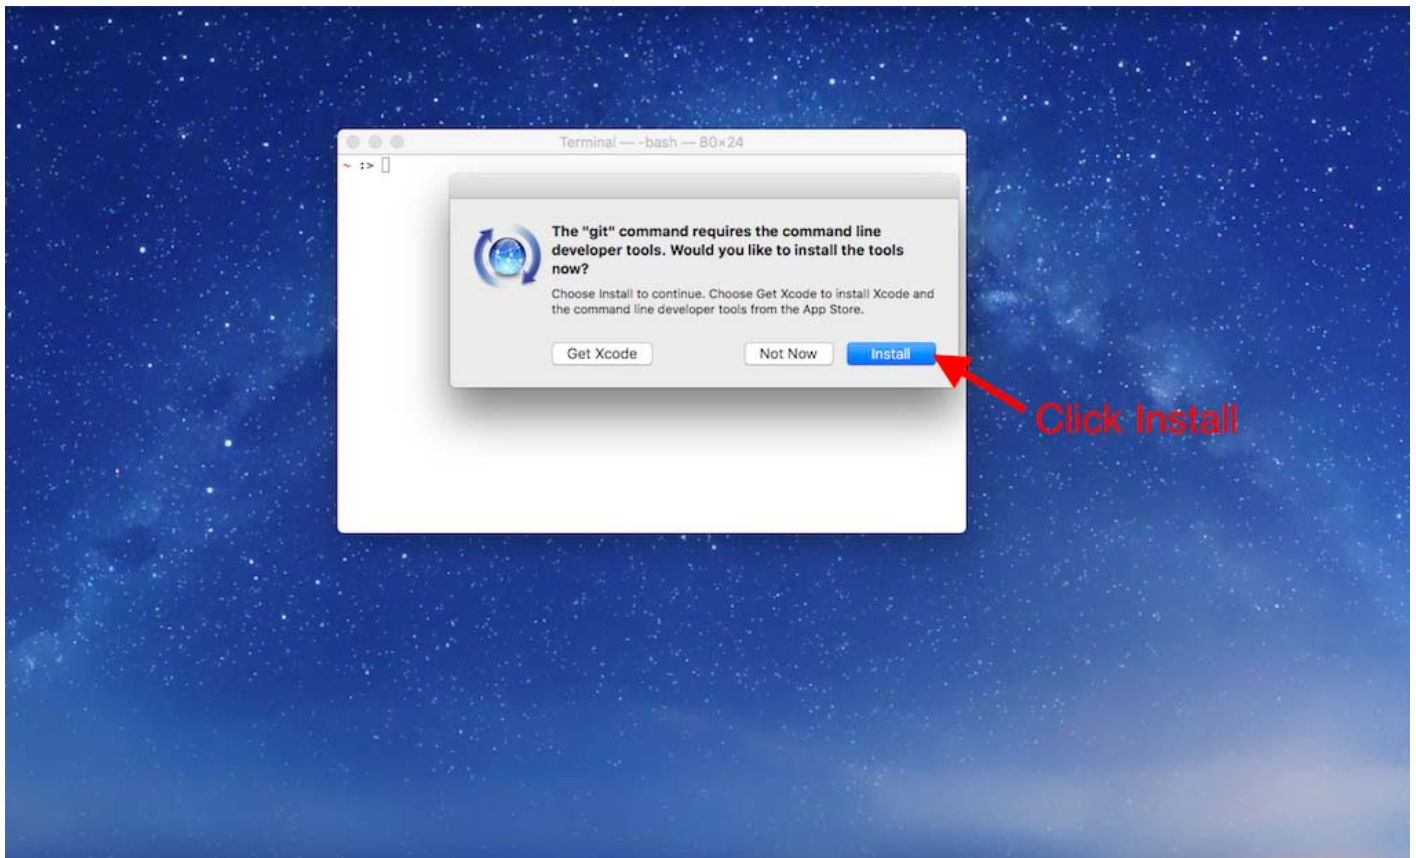 Terminal — -bash — 80×24
~ :>
The "git" command requires the command line
developer tools. Would you like to install the tools
now?
Choose Install to continue. Choose Get Xcode to install Xcode and
the command line developer tools from the App Store.
Get Xcode Not Now Install
Click Install